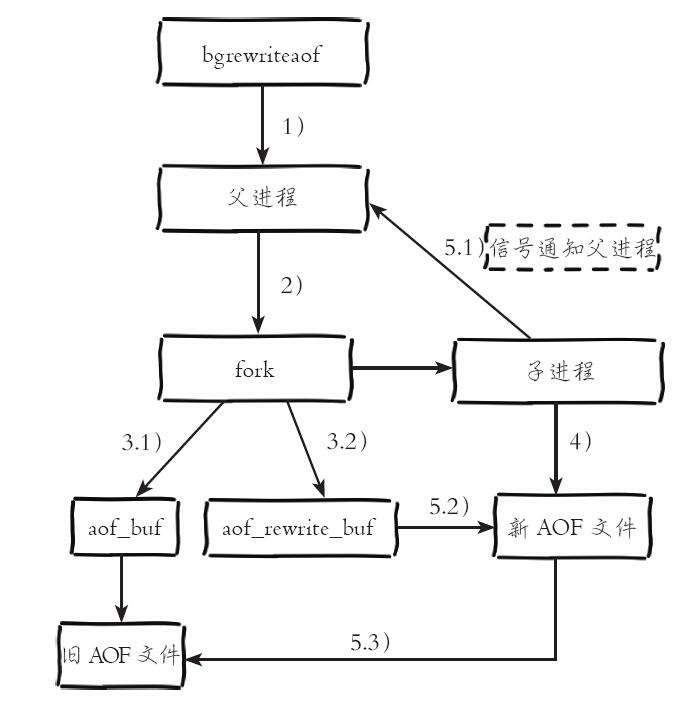 bgrewriteaof
1)
父进程
5.1)
信号通知父进程
2)
fork
子进程
3.1)
3.2)
4)
aof_buf
aof_rewrite_buf
5.2)
新 AOF 文件
旧 AOF 文件
5.3)